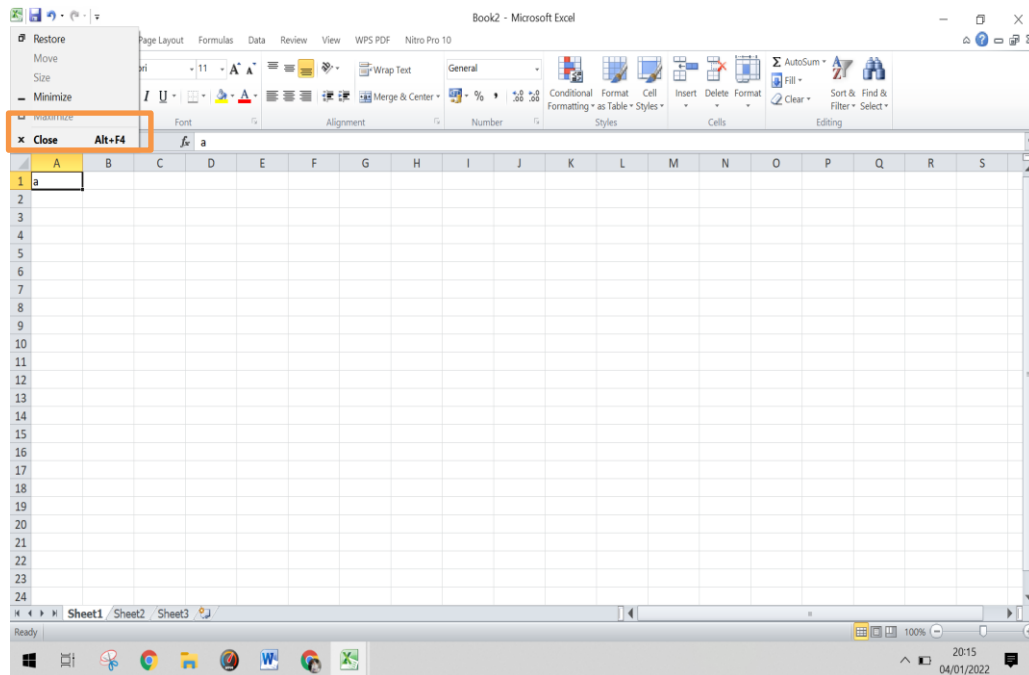 Book2 - Microsoft Excel
Restore
Move
Size
Minimize
Maximize
Close Alt+F4
Page Layout Formulas Data Review View WPS PDF Nitro Pro 10
11 A A Wrap Text General
I U A Merge & Center % ,
Conditional Formatting
Format as Table
Cell Styles
Insert Delete Format
Σ AutoSum
Fill
Clear
Sort & Filter
Find & Select
Font Alignment Number Styles Cells Editing
fx a
A B C D E F G H I J K L M N O P Q R S
1 a
2
3
4
5
6
7
8
9
10
11
12
13
14
15
16
17
18
19
20
21
22
23
24
Sheet1 Sheet2 Sheet3
Ready 100%
20:15
04/01/2022